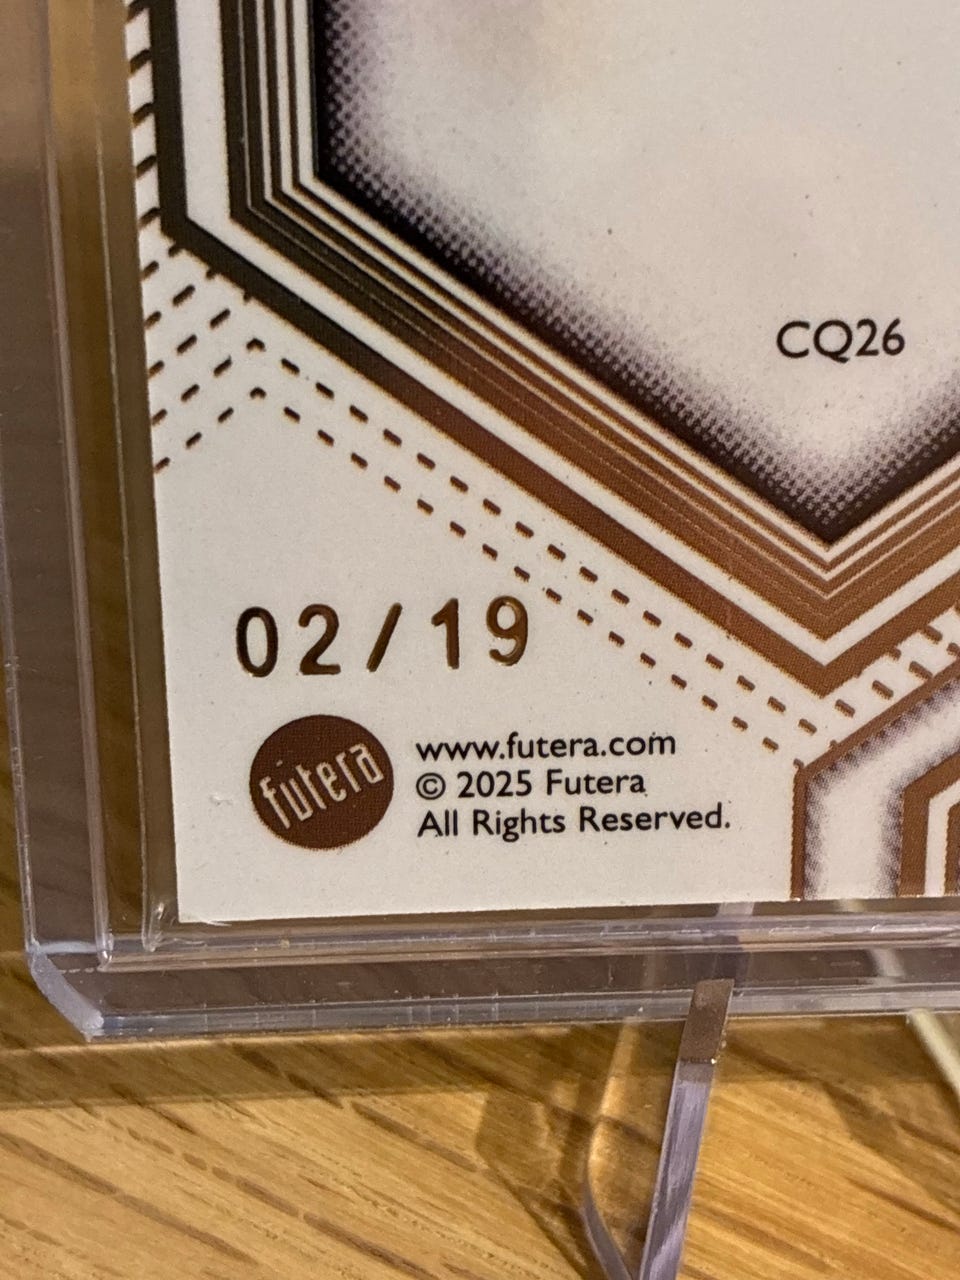 CQ26
02/19
futera
www.futera.com
© 2025 Futera
All Rights Reserved.